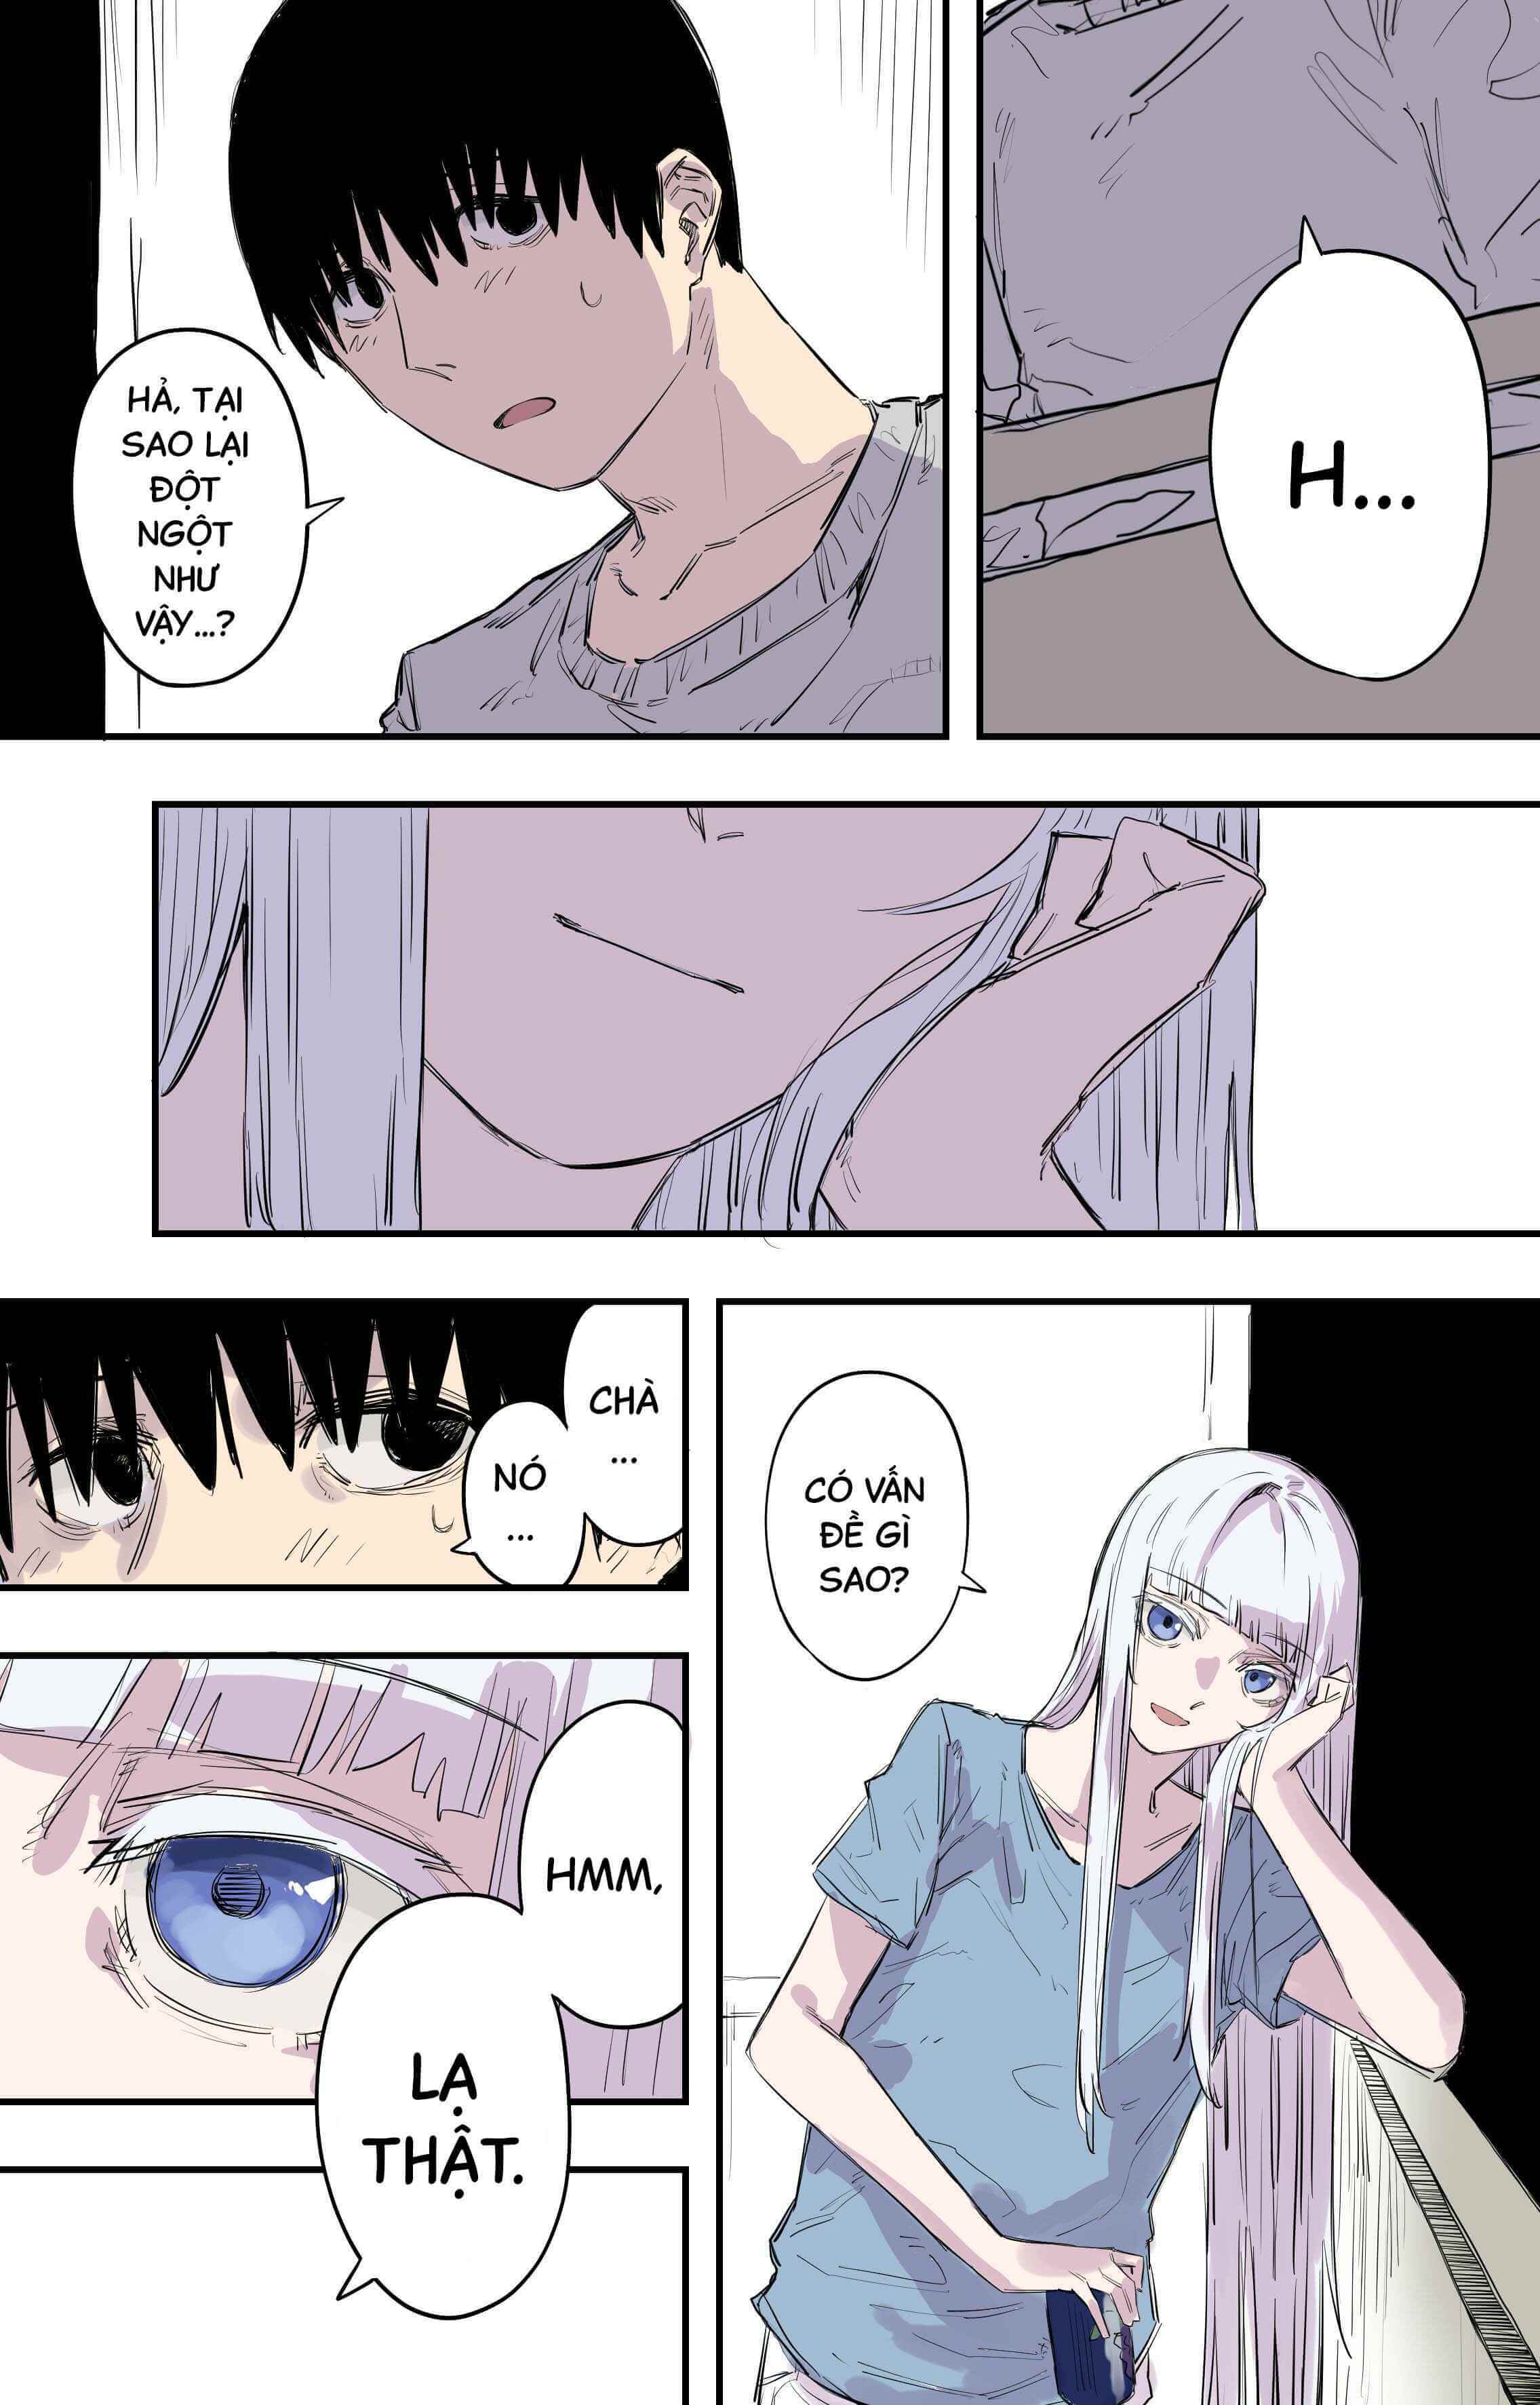 H...
HẢ, TẠI
SAO LẠI
ĐỘT
NGỘT
NHƯ
VẬY...?
CÓ VẤN
ĐỀ GÌ
SAO?
CHÀ
...
NÓ
...
HMM,
LẠ
THẬT.